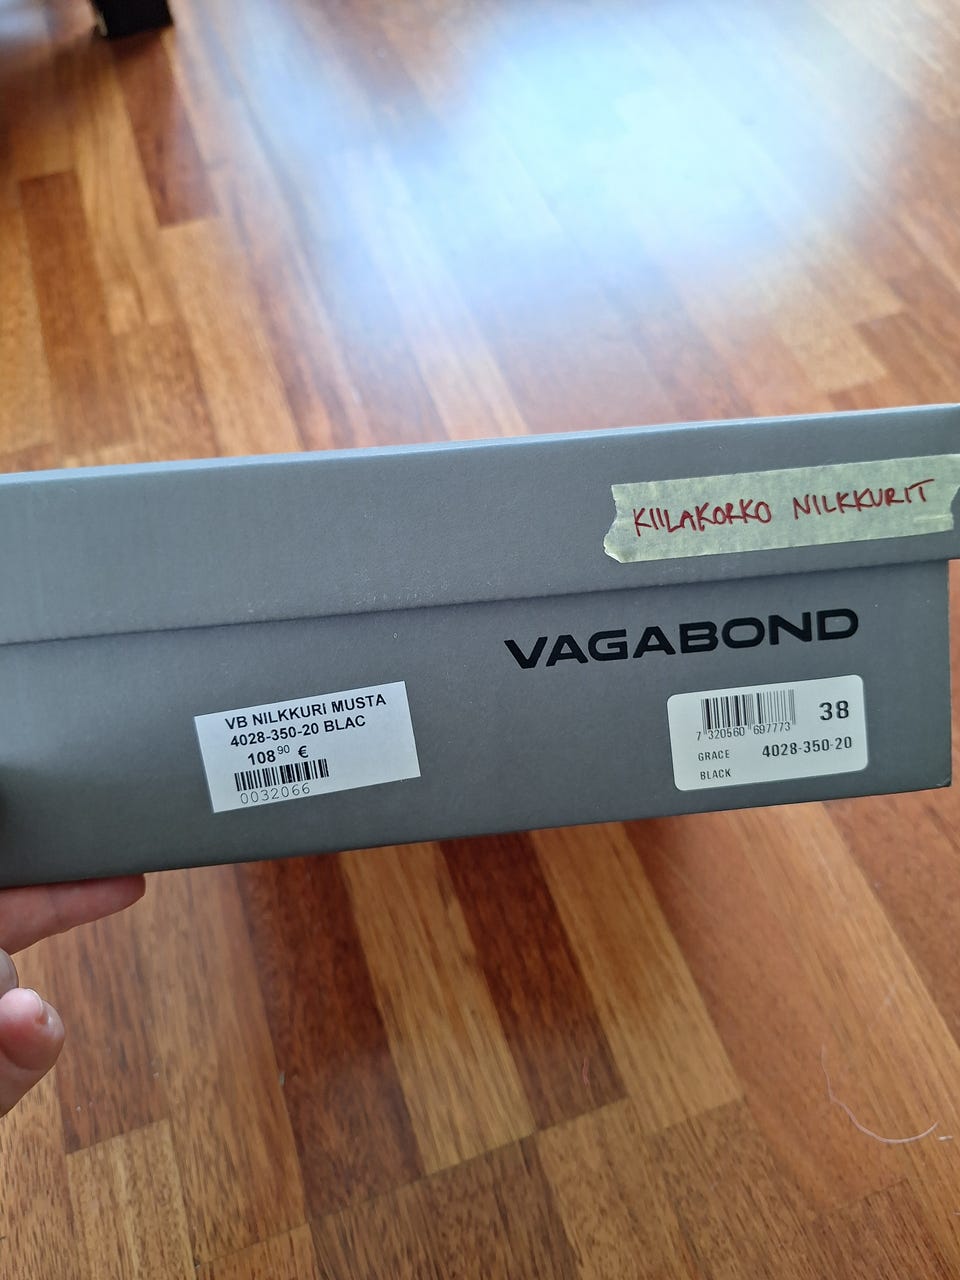 KIILAKORKO NILKKURIT
VAGABOND
VB NILKKURI MUSTA
4028-350-20 BLAC
108 90 €
0032066
7 320560 697773
38
GRACE 4028-350-20
BLACK